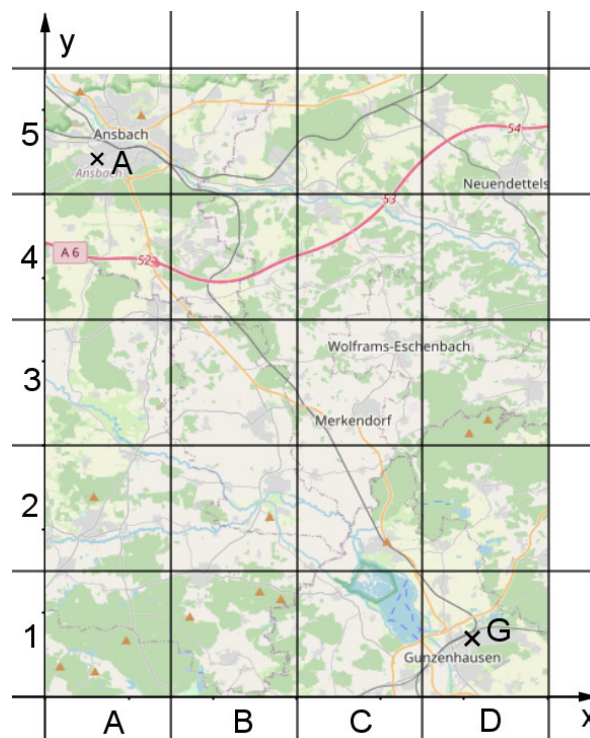 y
5
Ansbach
A
Ansbach
54
Neuendettels
53
4
A 6
52
3
Wolframs-Eschenbach
Merkendorf
2
1
G
Gunzenhausen
A B C D
x